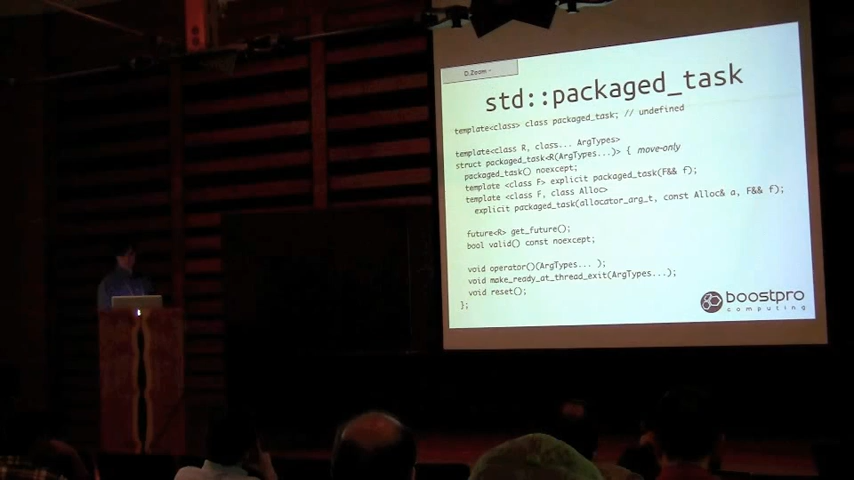 D.Zoom -
std::packaged_task
template<class> class packaged_task; // undefined
template<class R, class... ArgTypes>
struct packaged_task<R(ArgTypes...)> { move-only
packaged_task() noexcept;
template <class F> explicit packaged_task(F&& f);
template <class F, class Alloc>
explicit packaged_task(allocator_arg_t, const Alloc& a, F&& f);
future<R> get_future();
bool valid() const noexcept;
void operator()(ArgTypes... );
void make_ready_at_thread_exit(ArgTypes...);
void reset();
};
boostpro
computing